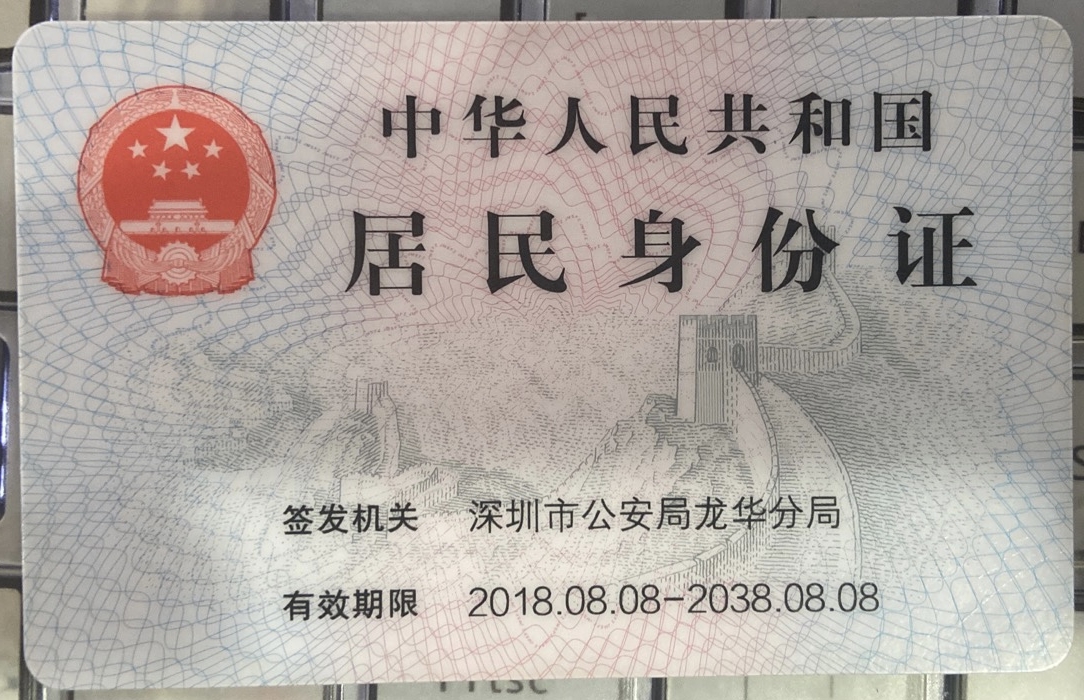 中华人民共和国
居民身份证
签发机关 深圳市公安局龙华分局
有效期限 2018.08.08-2038.08.08